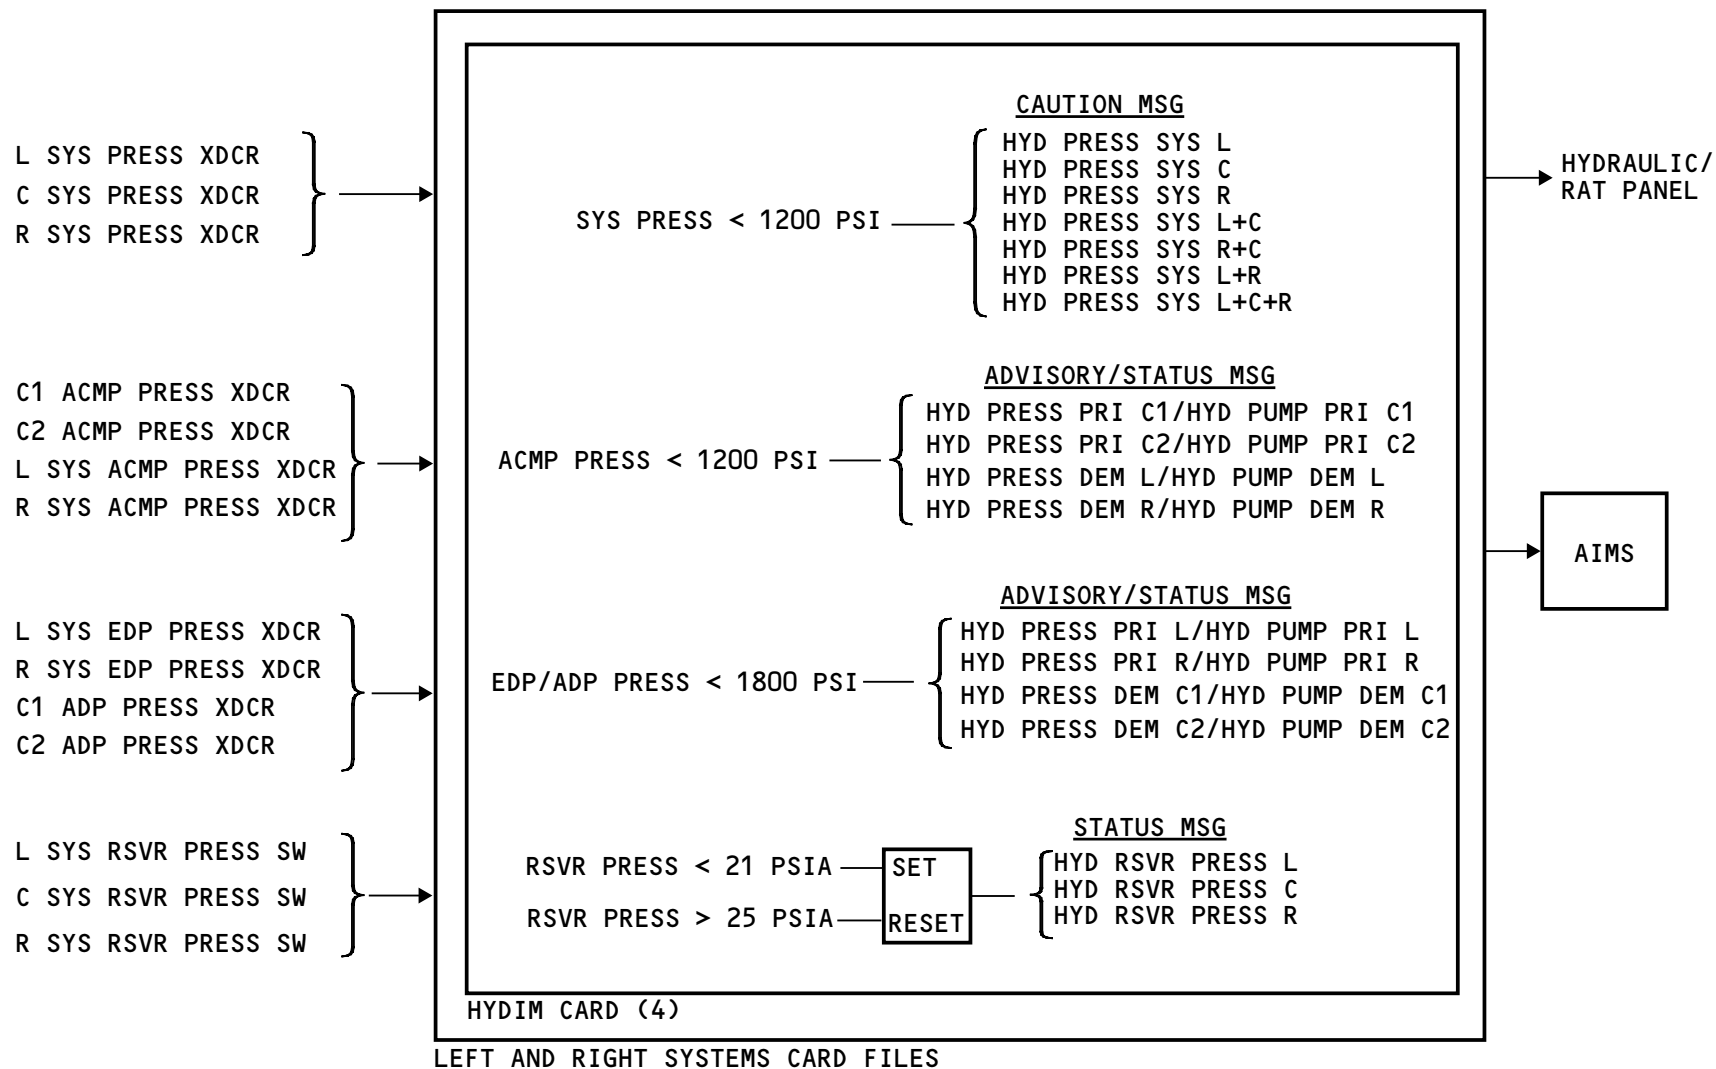 L SYS PRESS XDCR
C SYS PRESS XDCR
R SYS PRESS XDCR
SYS PRESS < 1200 PSI
CAUTION MSG
HYD PRESS SYS L
HYD PRESS SYS C
HYD PRESS SYS R
HYD PRESS SYS L+C
HYD PRESS SYS R+C
HYD PRESS SYS L+R
HYD PRESS SYS L+C+R
HYDRAULIC/
RAT PANEL
C1 ACMP PRESS XDCR
C2 ACMP PRESS XDCR
L SYS ACMP PRESS XDCR
R SYS ACMP PRESS XDCR
ACMP PRESS < 1200 PSI
ADVISORY/STATUS MSG
HYD PRESS PRI C1/HYD PUMP PRI C1
HYD PRESS PRI C2/HYD PUMP PRI C2
HYD PRESS DEM L/HYD PUMP DEM L
HYD PRESS DEM R/HYD PUMP DEM R
AIMS
L SYS EDP PRESS XDCR
R SYS EDP PRESS XDCR
C1 ADP PRESS XDCR
C2 ADP PRESS XDCR
EDP/ADP PRESS < 1800 PSI
ADVISORY/STATUS MSG
HYD PRESS PRI L/HYD PUMP PRI L
HYD PRESS PRI R/HYD PUMP PRI R
HYD PRESS DEM C1/HYD PUMP DEM C1
HYD PRESS DEM C2/HYD PUMP DEM C2
L SYS RSVR PRESS SW
C SYS RSVR PRESS SW
R SYS RSVR PRESS SW
RSVR PRESS < 21 PSIA
RSVR PRESS > 25 PSIA
SET
RESET
STATUS MSG
HYD RSVR PRESS L
HYD RSVR PRESS C
HYD RSVR PRESS R
HYDIM CARD (4)
LEFT AND RIGHT SYSTEMS CARD FILES